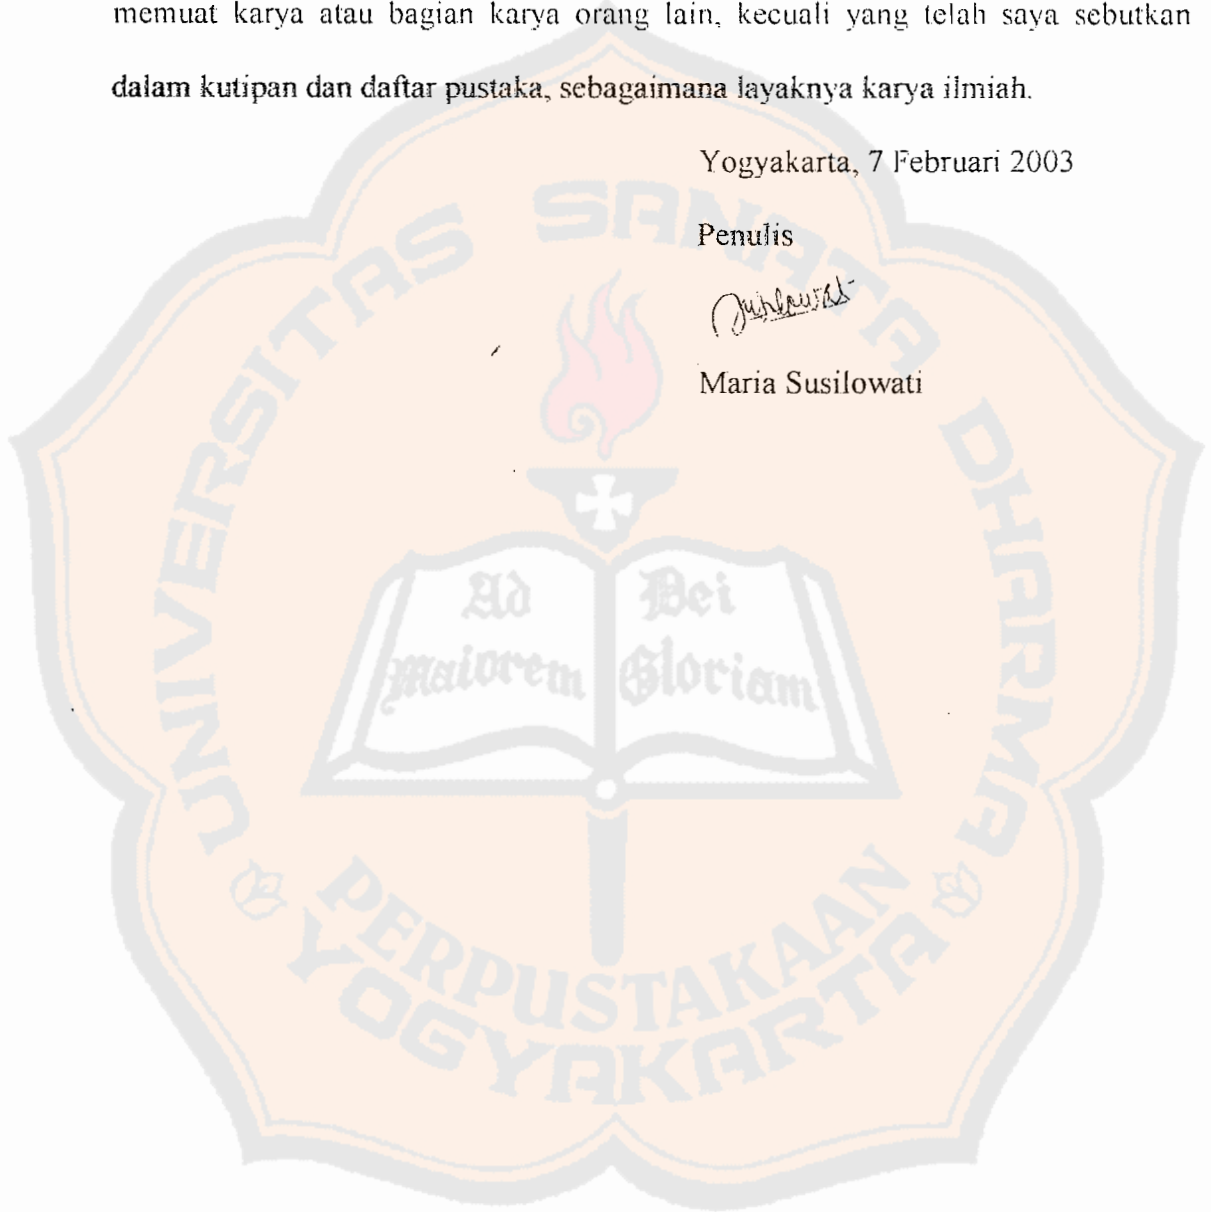 memuat karya atau bagian karya orang lain, kecuali yang telah saya sebutkan
dalam kutipan dan daftar pustaka, sebagaimana layaknya karya ilmiah.
Yogyakarta, 7 Februari 2003
Penulis
Susilowati
Maria Susilowati
UNIVERSITAS SANATA DHARMA
Ad
Dei
maiorem
Gloriam
PERPUSTAKAAN
YOGYAKARTA